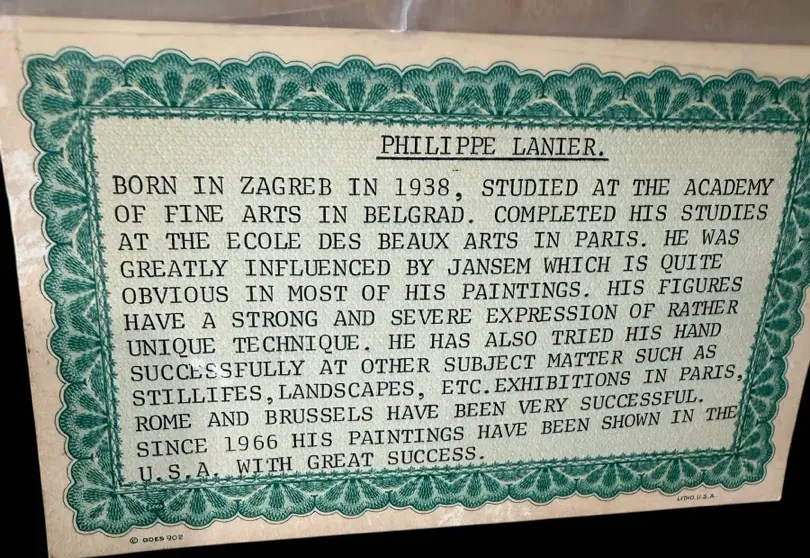 PHILIPPE LANIER.
BORN IN ZAGREB IN 1938, STUDIED AT THE ACADEMY
OF FINE ARTS IN BELGRAD. COMPLETED HIS STUDIES
AT THE ECOLE DES BEAUX ARTS IN PARIS. HE WAS
GREATLY INFLUENCED BY JANSEM WHICH IS QUITE
OBVIOUS IN MOST OF HIS PAINTINGS. HIS FIGURES
HAVE A STRONG AND SEVERE EXPRESSION OF RATHER
UNIQUE TECHNIQUE. HE HAS ALSO TRIED HIS HAND
SUCCESSFULLY AT OTHER SUBJECT MATTER SUCH AS
STILLIFES,LANDSCAPES, ETC.EXHIBITIONS IN PARIS,
ROME AND BRUSSELS HAVE BEEN VERY SUCCESSFUL.
SINCE 1966 HIS PAINTINGS HAVE BEEN SHOWN IN THE
U.S.A. WITH GREAT SUCCESS.
© GOES 902
LITHO. U.S.A.